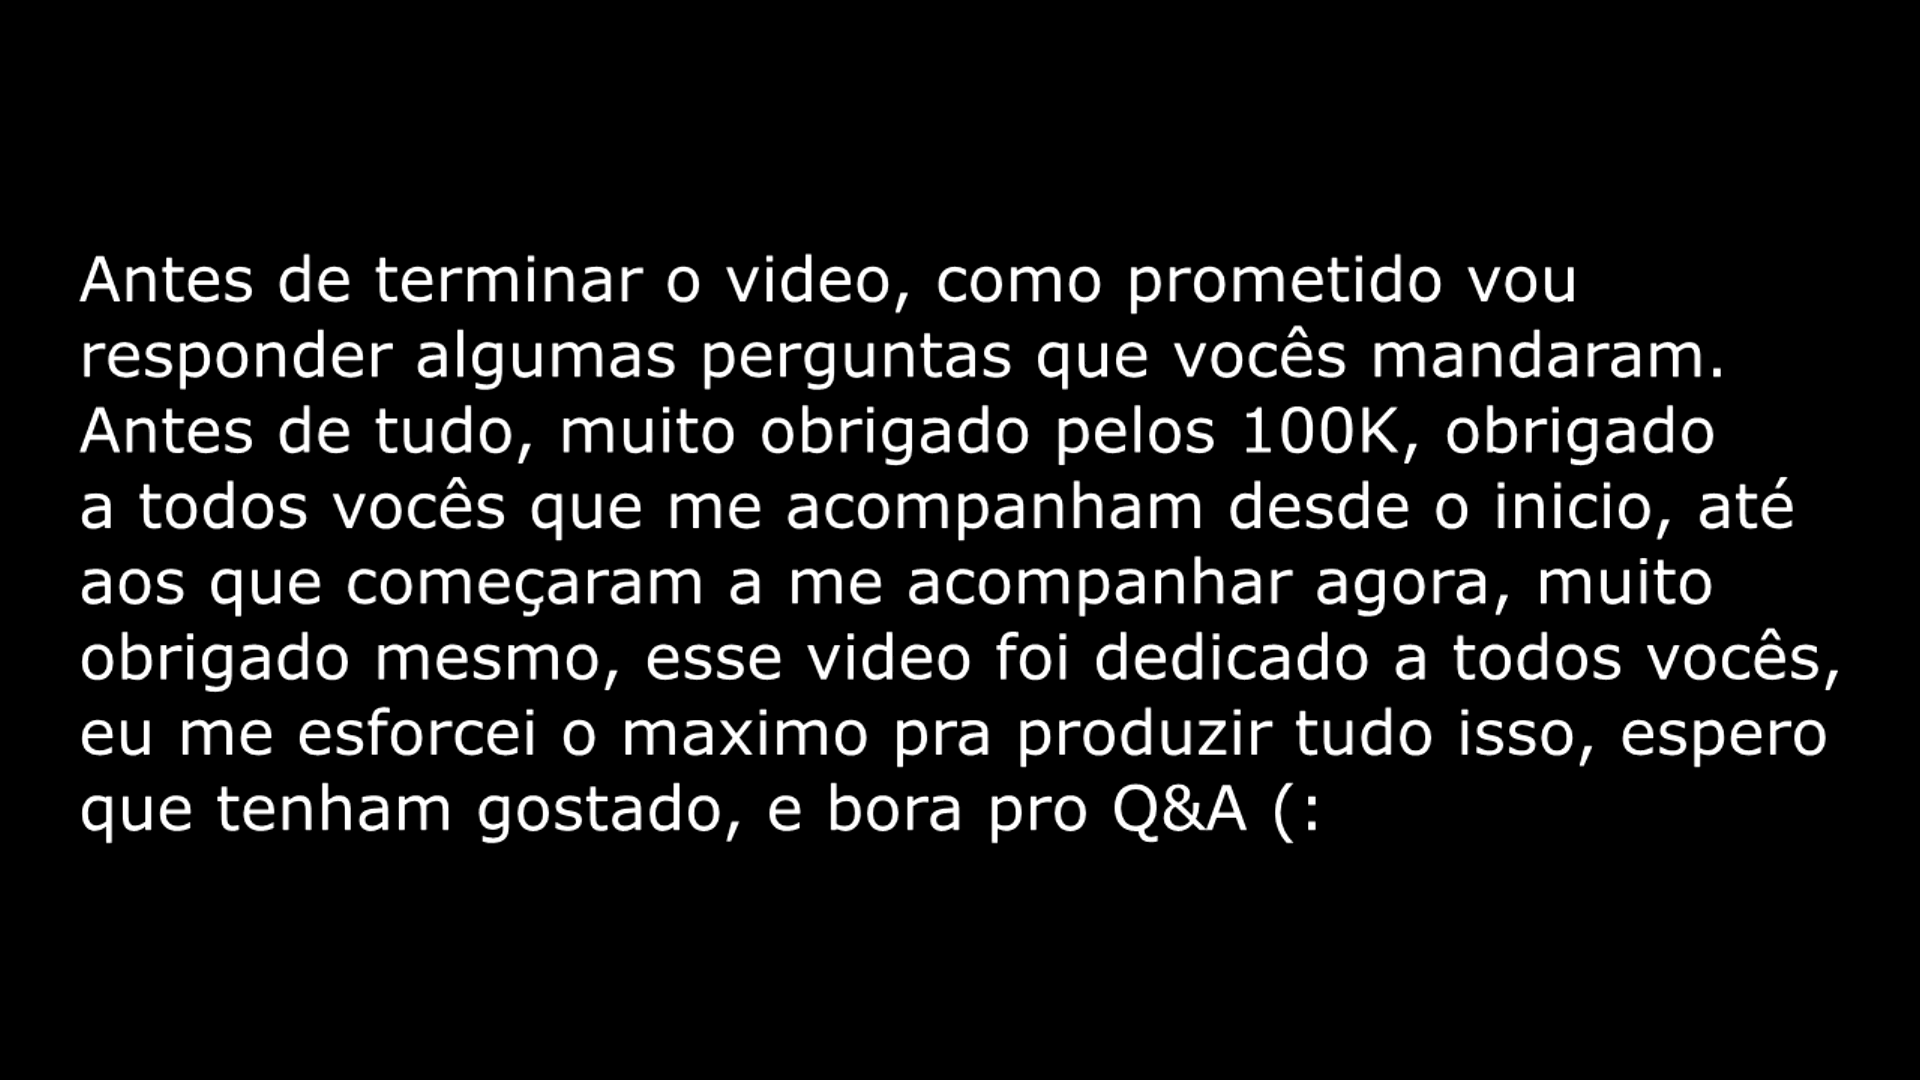 Antes de terminar o video, como prometido vou
responder algumas perguntas que vocês mandaram.
Antes de tudo, muito obrigado pelos 100K, obrigado
a todos vocês que me acompanham desde o inicio, até
aos que começaram a me acompanhar agora, muito
obrigado mesmo, esse video foi dedicado a todos vocês,
eu me esforcei o maximo pra produzir tudo isso, espero
que tenham gostado, e bora pro Q&A (: